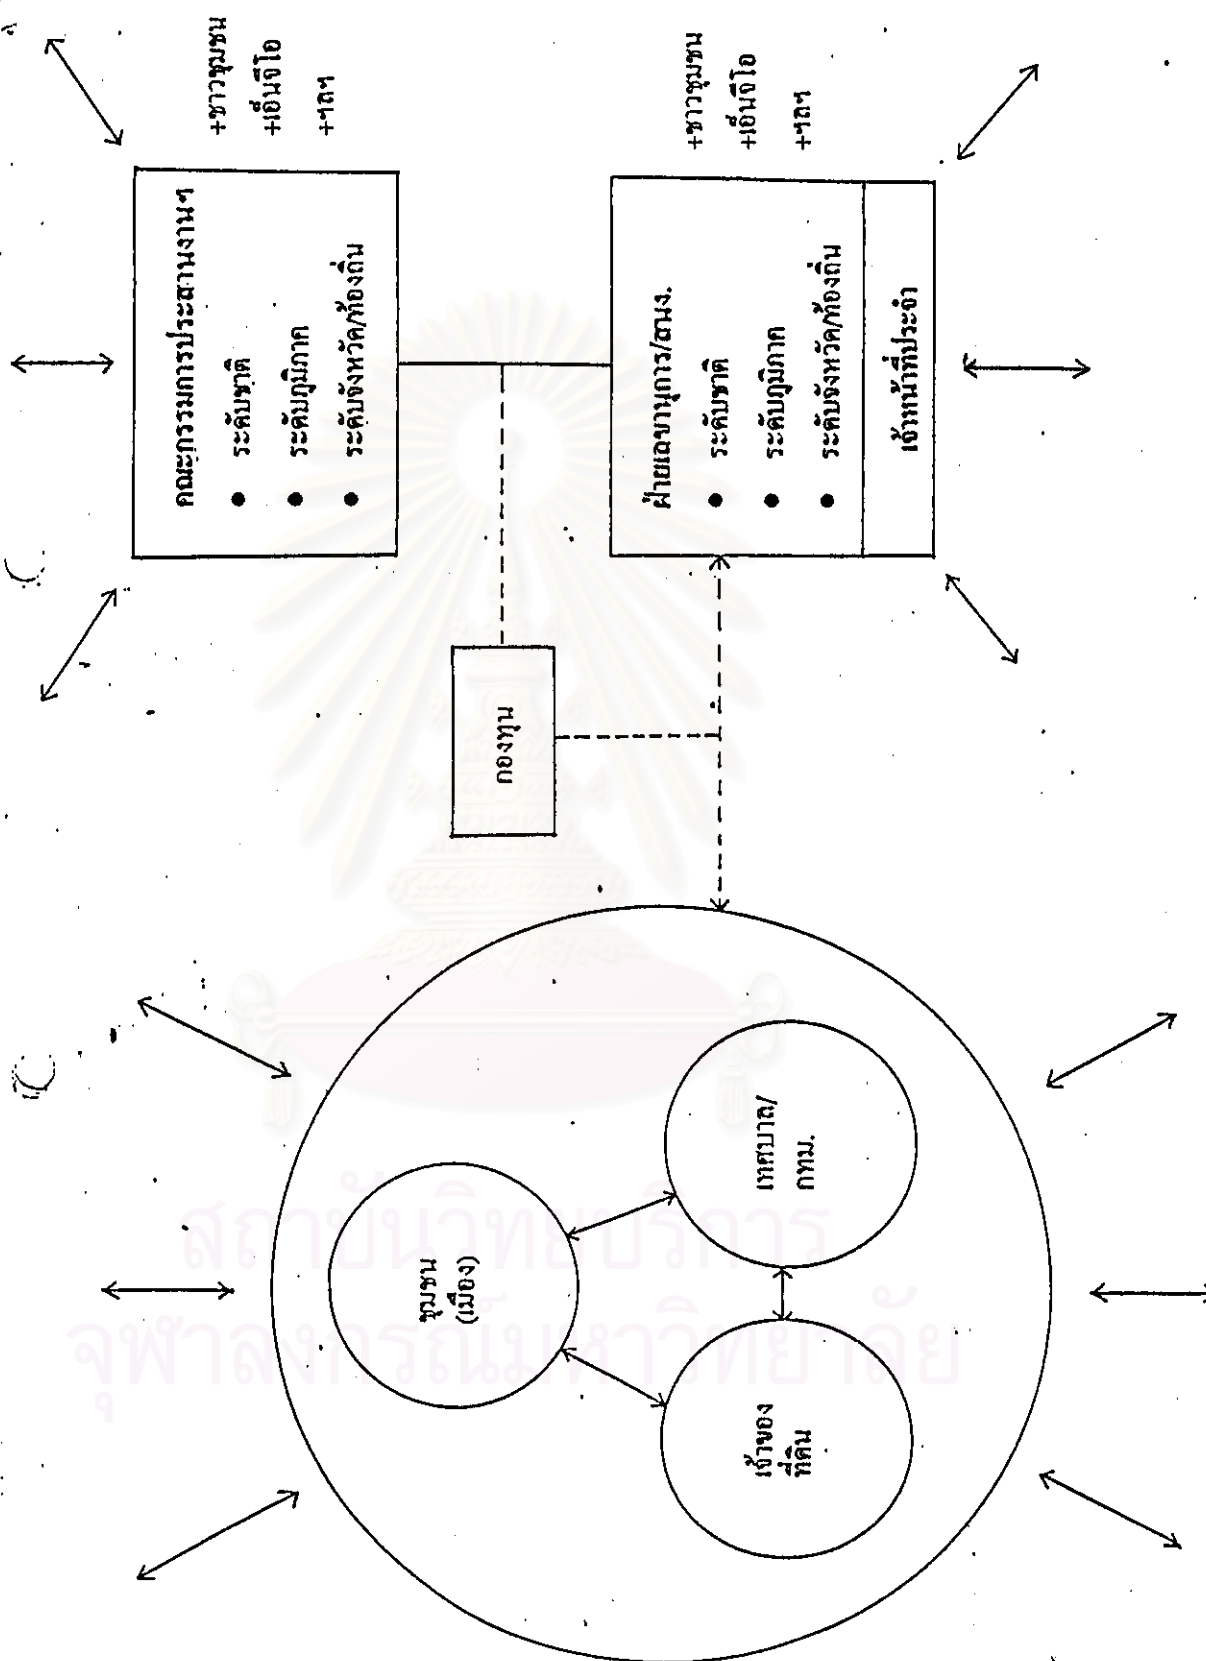 คณะกรรมการประสานงานฯ
● ระดับชาติ
● ระดับภูมิภาค
● ระดับจังหวัด/ท้องถิ่น
+ชาวชุมชน
+เอ็นจีโอ
+ฯลฯ
ฝ่ายเลขานุการ/สนง.
● ระดับชาติ
● ระดับภูมิภาค
● ระดับจังหวัด/ท้องถิ่น
เจ้าหน้าที่ประจำ
+ชาวชุมชน
+เอ็นจีโอ
+ฯลฯ
กองทุน
ชุมชน
(เมือง)
เทศบาล/
กทม.
เจ้าของ
ที่ดิน
สถาบันวิทยบริการ
จุฬาลงกรณ์มหาวิทยาลัย